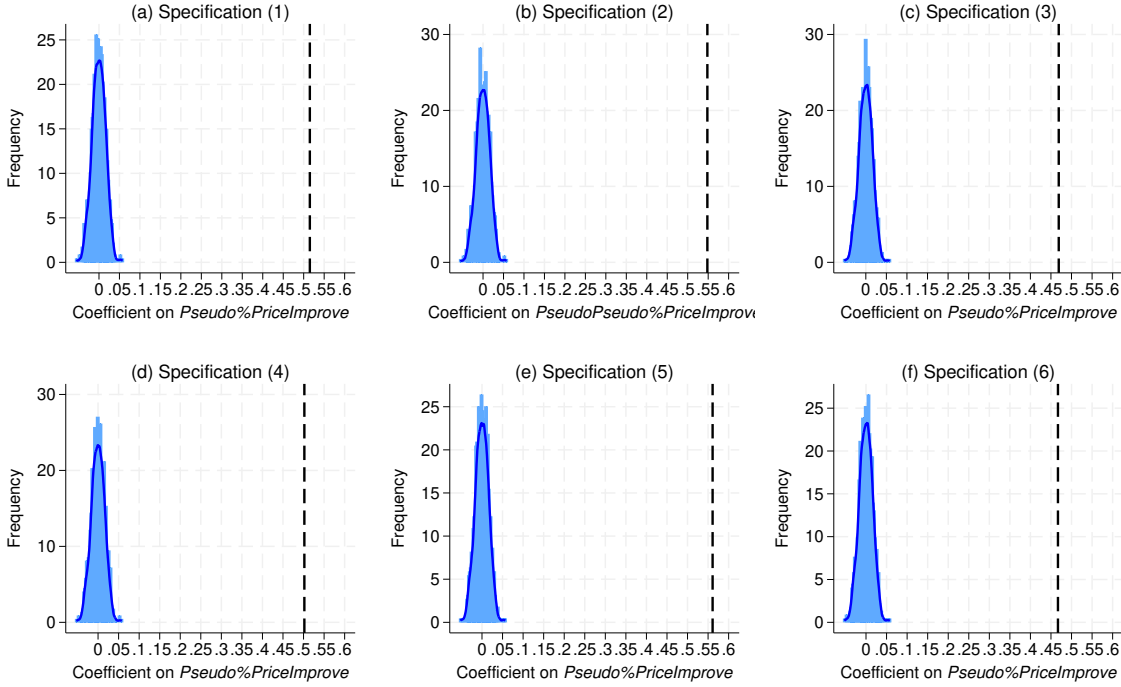 (a) Specification (1)
25
20
15
10
5
0
Frequency
0 .05 .1 .15 .2 .25 .3 .35 .4 .45 .5 .55 .6
Coefficient on Pseudo%PriceImprove
(b) Specification (2)
30
20
10
0
Frequency
0 .05 .1 .15 .2 .25 .3 .35 .4 .45 .5 .55 .6
Coefficient on PseudoPseudo%PriceImprove
(c) Specification (3)
30
20
10
0
Frequency
0 .05 .1 .15 .2 .25 .3 .35 .4 .45 .5 .55 .6
Coefficient on Pseudo%PriceImprove
(d) Specification (4)
30
20
10
0
Frequency
0 .05 .1 .15 .2 .25 .3 .35 .4 .45 .5 .55 .6
Coefficient on Pseudo%PriceImprove
(e) Specification (5)
25
20
15
10
5
0
Frequency
0 .05 .1 .15 .2 .25 .3 .35 .4 .45 .5 .55 .6
Coefficient on Pseudo%PriceImprove
(f) Specification (6)
25
20
15
10
5
0
Frequency
0 .05 .1 .15 .2 .25 .3 .35 .4 .45 .5 .55 .6
Coefficient on Pseudo%PriceImprove